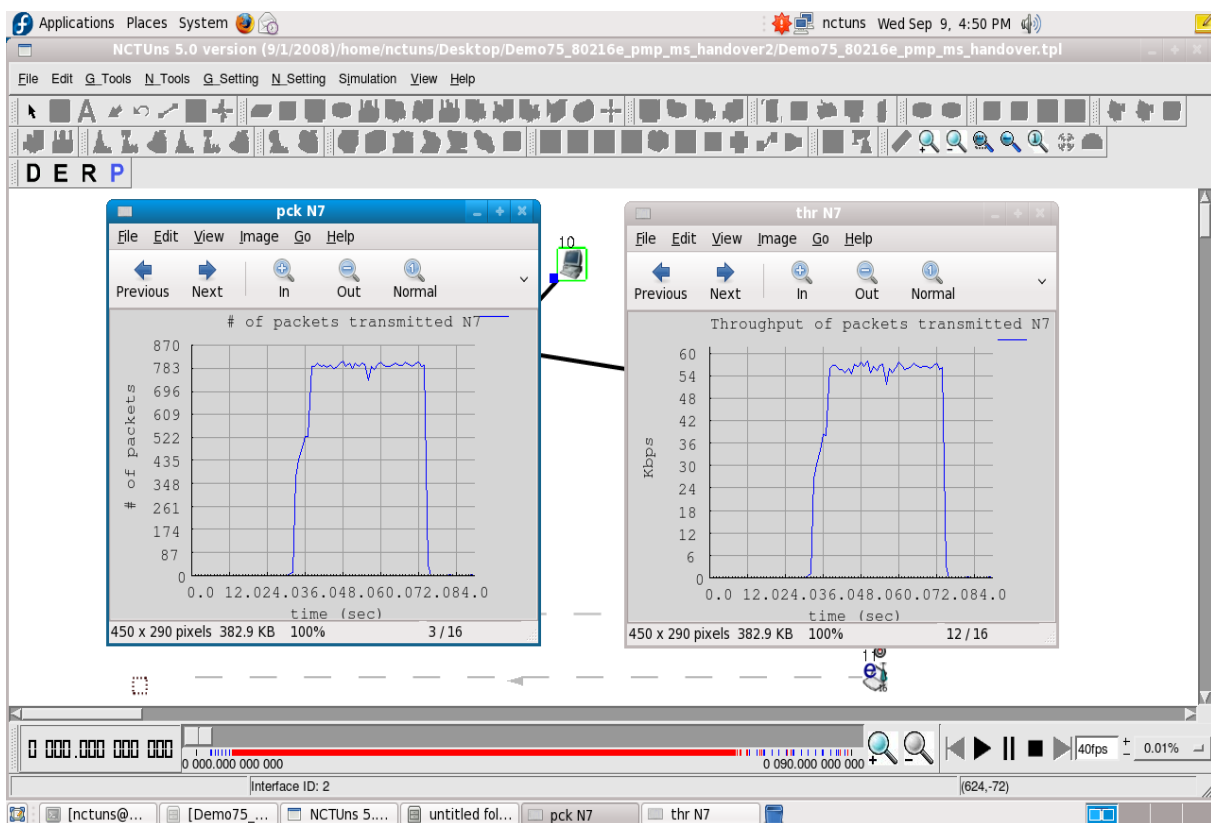 Applications Places System nctuns Wed Sep 9, 4:50 PM
NCTUns 5.0 version (9/1/2008)/home/nctuns/Desktop/Demo75_80216e_pmp_ms_handover2/Demo75_80216e_pmp_ms_handover.tpl
File Edit G_Tools N_Tools G_Setting N_Setting Simulation View Help
D E R P
pck N7
File Edit View Image Go Help
Previous Next In Out Normal
# of packets transmitted N7
870
783
696
609
522
435
348
261
174
87
0
# of packets
0.0 12.024.036.048.060.072.084.0
time (sec)
450 x 290 pixels 382.9 KB 100% 3 / 16
10
thr N7
File Edit View Image Go Help
Previous Next In Out Normal
Throughput of packets transmitted N7
60
54
48
42
36
30
24
18
12
6
0
Kbps
0.0 12.024.036.048.060.072.084.0
time (sec)
450 x 290 pixels 382.9 KB 100% 12 / 16
11
e
0 000.000 000 000
0 000.000 000 000
0 090.000 000 000
40fps
0.01%
Interface ID: 2
(624,-72)
[nctuns@... [Demo75_... NCTUns 5.... untitled fol... pck N7 thr N7